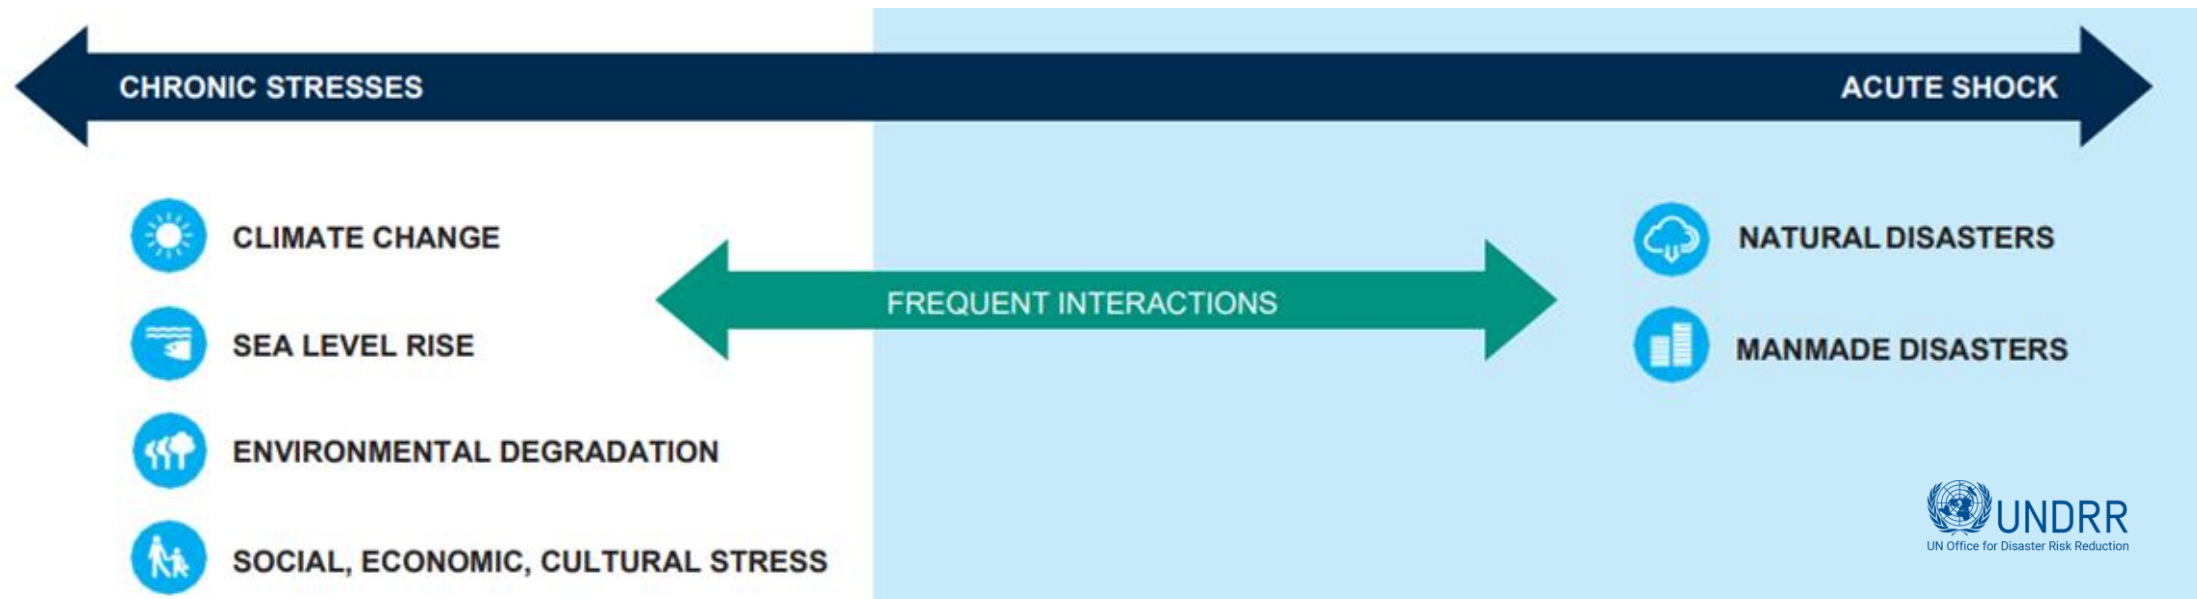 CHRONIC STRESSES
ACUTE SHOCK
CLIMATE CHANGE
SEA LEVEL RISE
ENVIRONMENTAL DEGRADATION
SOCIAL, ECONOMIC, CULTURAL STRESS
FREQUENT INTERACTIONS
NATURAL DISASTERS
MANMADE DISASTERS
UNDRR
UN Office for Disaster Risk Reduction